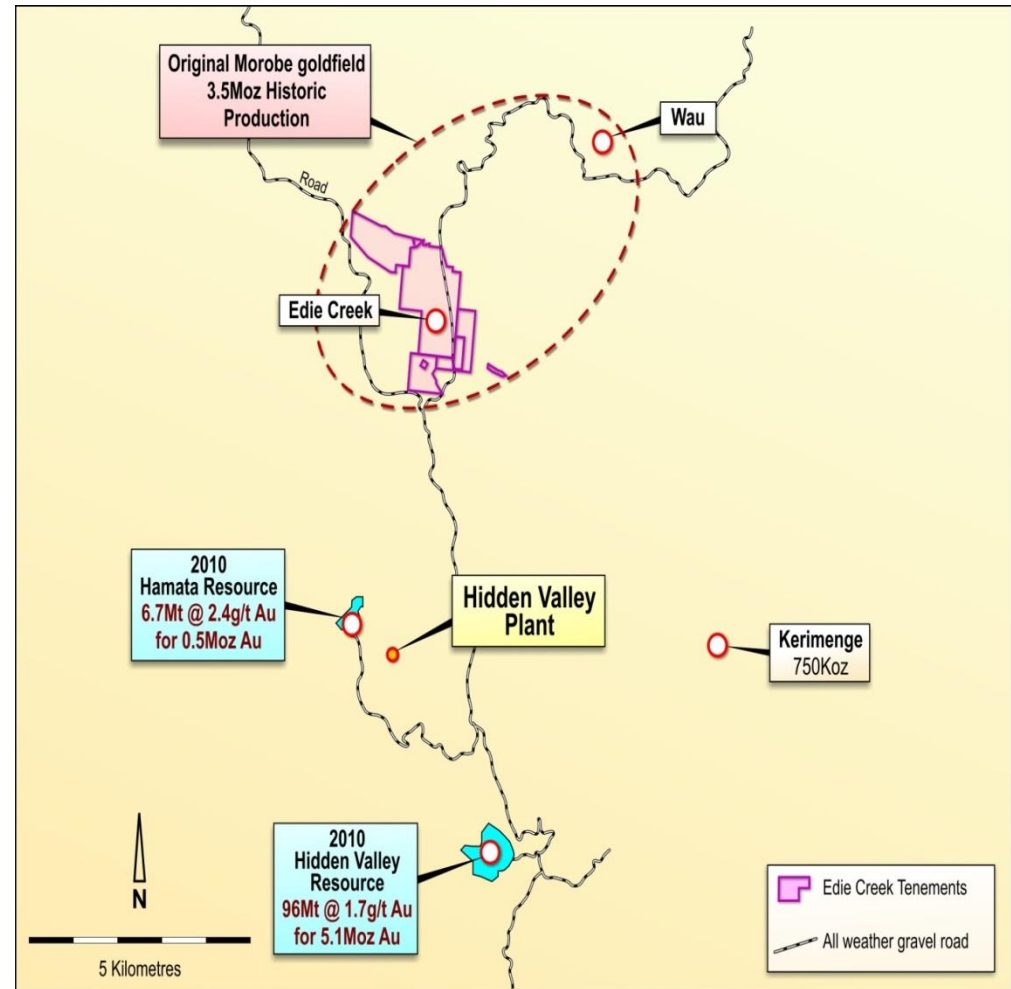 Original Morobe goldfield
3.5Moz Historic
Production
Wau
Road
Edie Creek
2010
Hamata Resource
6.7Mt @ 2.4g/t Au
for 0.5Moz Au
Hidden Valley
Plant
Kerimenge
750Koz
2010
Hidden Valley
Resource
96Mt @ 1.7g/t Au
for 5.1Moz Au
N
5 Kilometres
Edie Creek Tenements
All weather gravel road